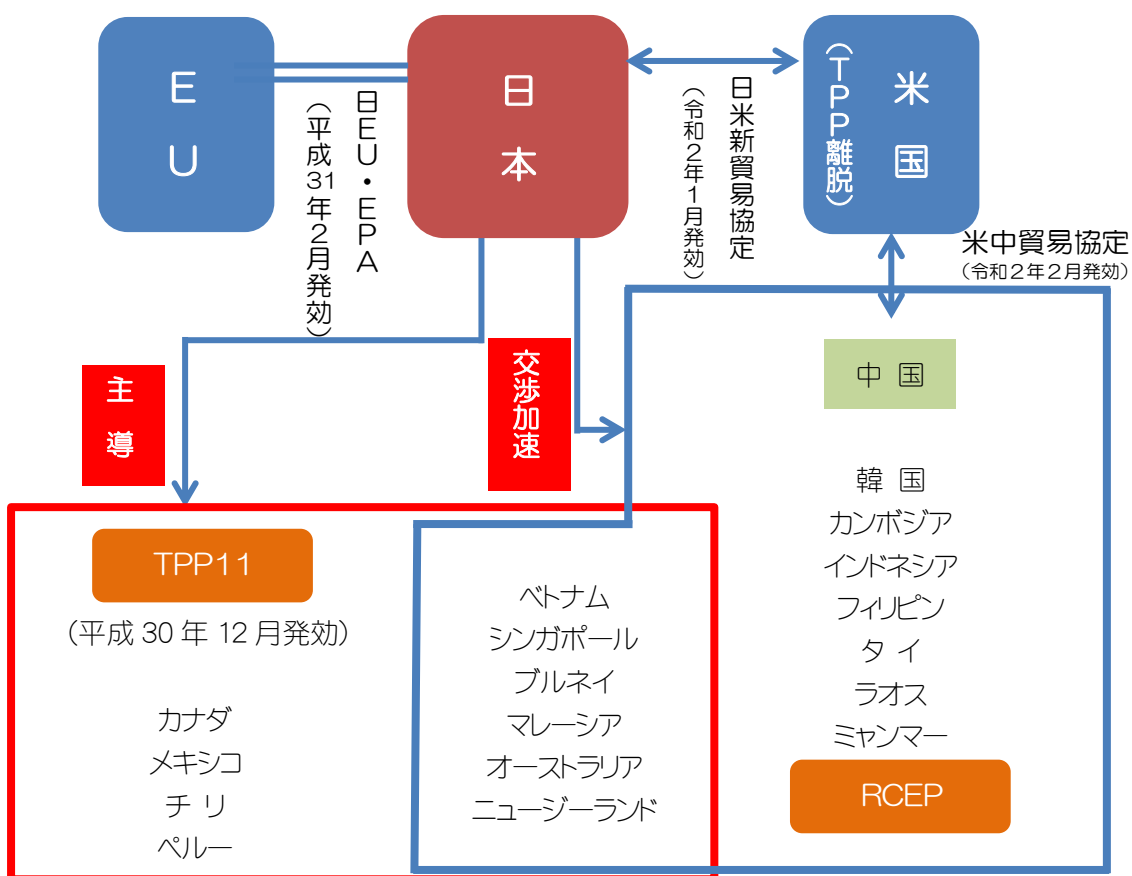 EU
日EU・EPA
（平成31年2月発効）
日本
日米新貿易協定
（令和２年１月発効）
米国
（TPP離脱）
米中貿易協定
（令和２年２月発効）
主導
交渉加速
中 国
韓 国
カンボジア
インドネシア
フィリピン
タ イ
ラオス
ミャンマー
RCEP
TPP11
（平成 30 年 12 月発効）
カナダ
メキシコ
チ リ
ペルー
ベトナム
シンガポール
ブルネイ
マレーシア
オーストラリア
ニュージーランド